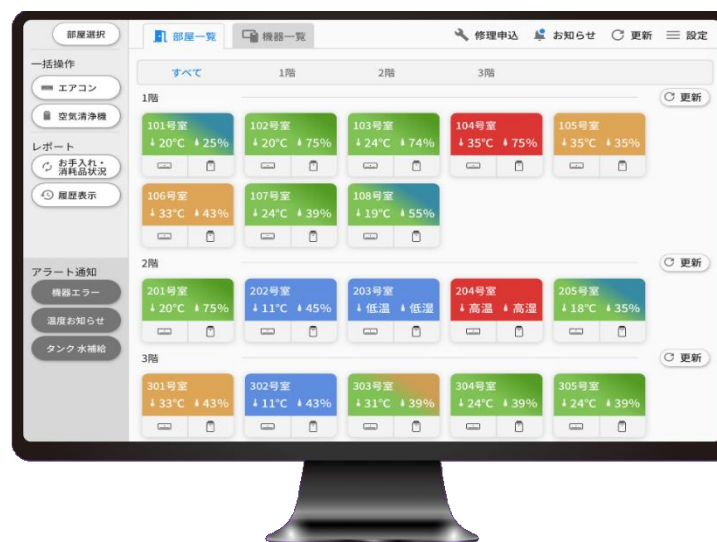 部屋選択
部屋一覧
機器一覧
修理申込
お知らせ
更新
設定
一括操作
エアコン
空気清浄機
レポート
お手入れ・
消耗品状況
履歴表示
アラート通知
機器エラー
温度お知らせ
タンク水補給
すべて
1階
2階
3階
1階
更新
101号室
20°C 25%
102号室
20°C 75%
103号室
24°C 74%
104号室
35°C 75%
105号室
35°C 35%
106号室
33°C 43%
107号室
24°C 39%
108号室
19°C 55%
2階
更新
201号室
20°C 75%
202号室
11°C 45%
203号室
低温 低湿
204号室
高温 高湿
205号室
18°C 35%
3階
更新
301号室
33°C 43%
302号室
11°C 43%
303号室
31°C 39%
304号室
24°C 39%
305号室
24°C 39%